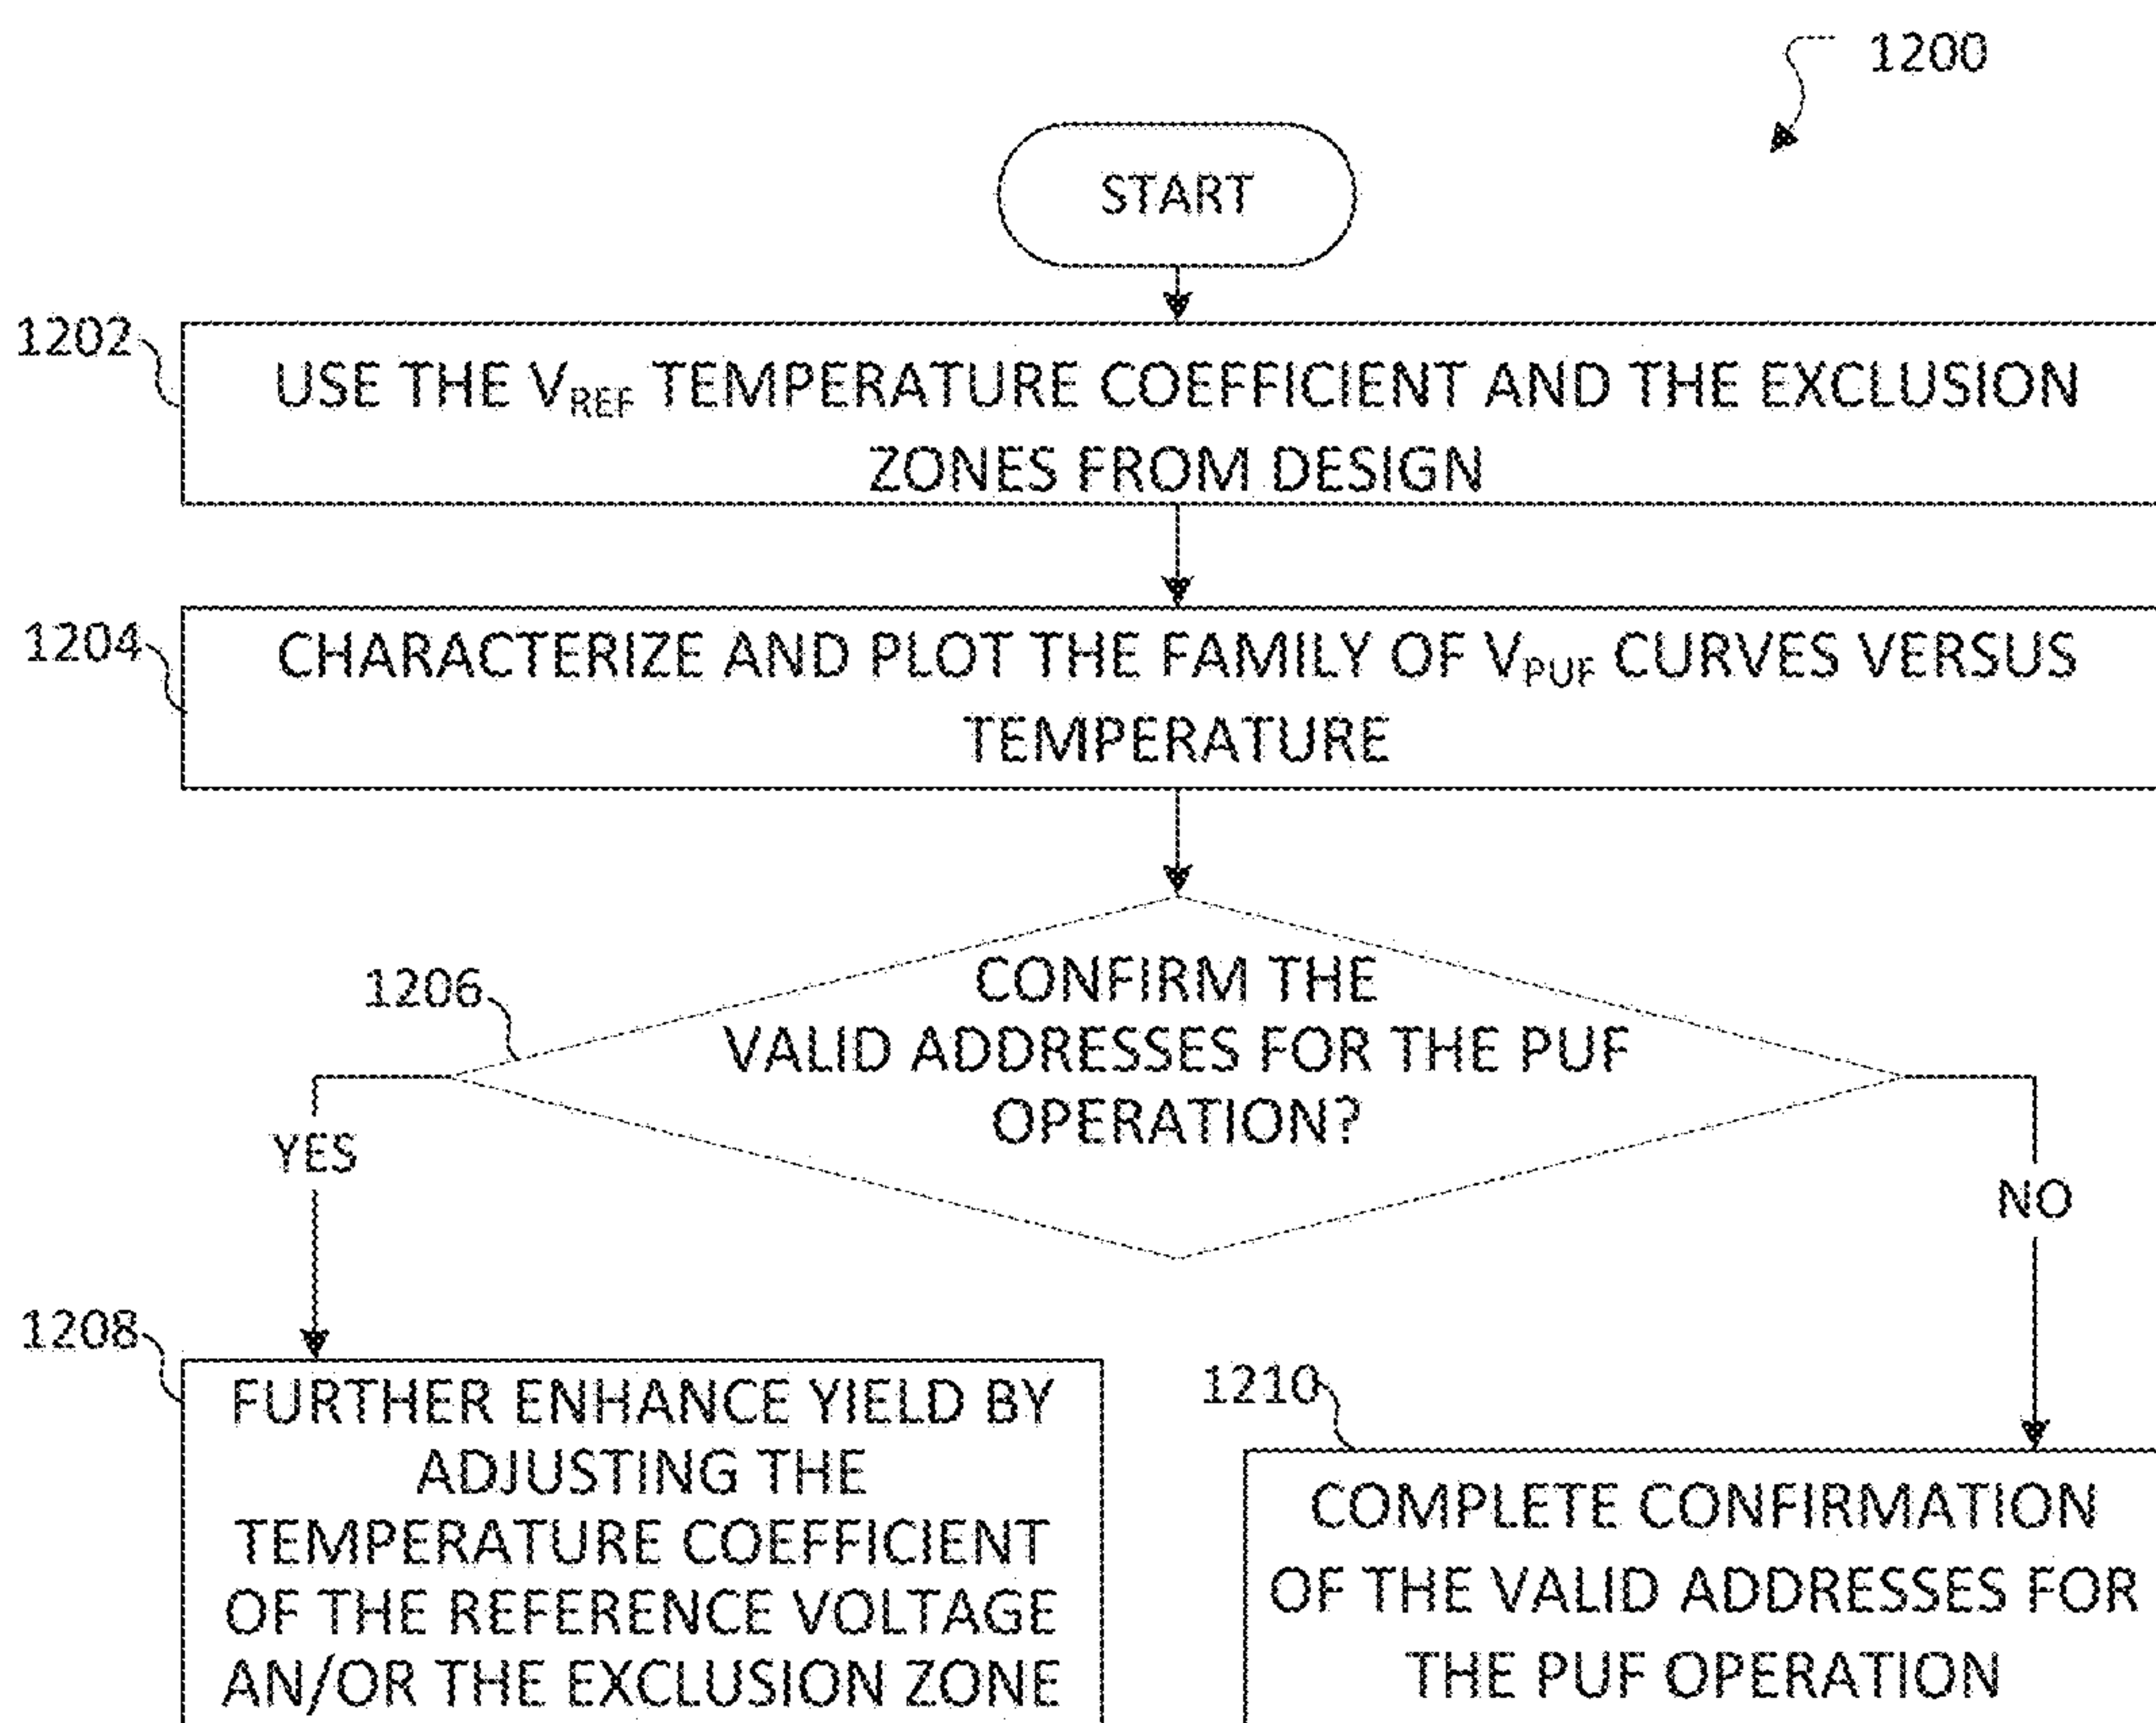 1200
START
1202
USE THE VREF TEMPERATURE COEFFICIENT AND THE EXCLUSION
ZONES FROM DESIGN
1204
CHARACTERIZE AND PLOT THE FAMILY OF VPUF CURVES VERSUS
TEMPERATURE
1206
CONFIRM THE
VALID ADDRESSES FOR THE PUF
OPERATION?
YES
NO
1208
FURTHER ENHANCE YIELD BY
ADJUSTING THE
TEMPERATURE COEFFICIENT
OF THE REFERENCE VOLTAGE
AN/OR THE EXCLUSION ZONE
1210
COMPLETE CONFIRMATION
OF THE VALID ADDRESSES FOR
THE PUF OPERATION